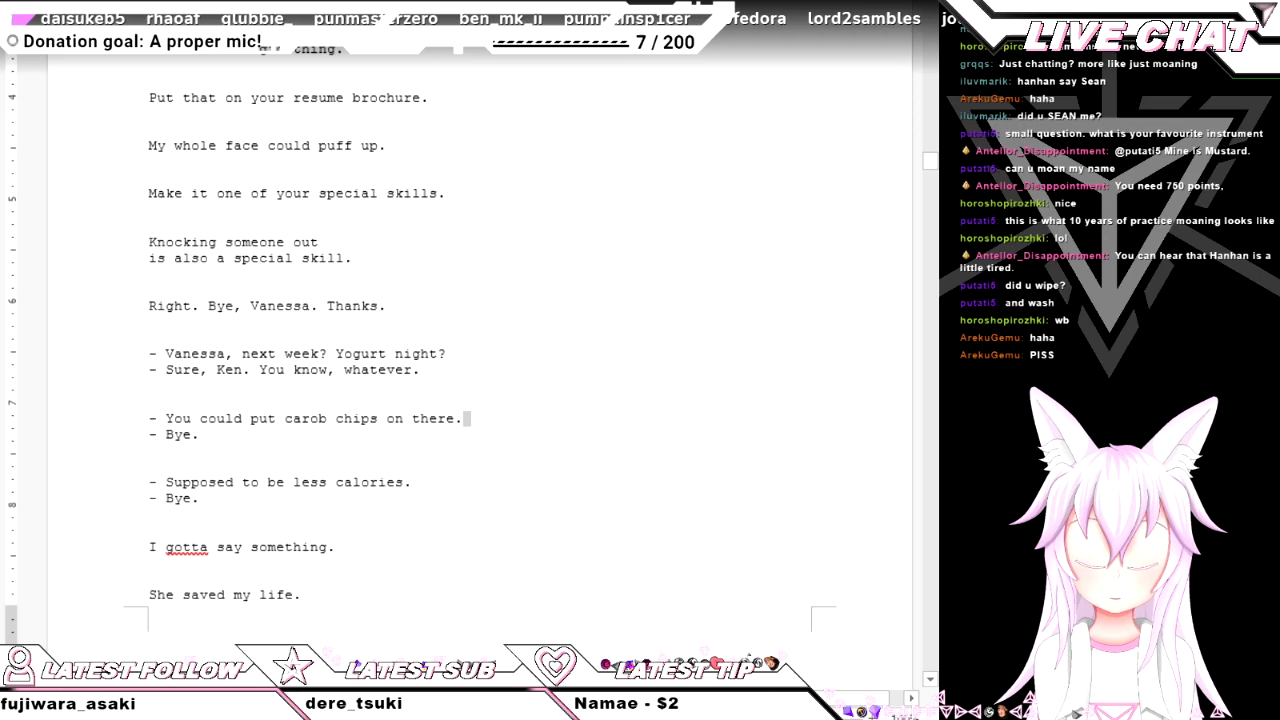 daisukeb5 rhaoaf qlubbie_ punmasterzero ben_mk_ii pumpkinsp1cer fedora lord2sambles
Donation goal: A proper mic!
7 / 200
thing.
Put that on your resume brochure.
My whole face could puff up.
Make it one of your special skills.
Knocking someone out
is also a special skill.
Right. Bye, Vanessa. Thanks.
- Vanessa, next week? Yogurt night?
- Sure, Ken. You know, whatever.
- You could put carob chips on there.
- Bye.
- Supposed to be less calories.
- Bye.
I gotta say something.
She saved my life.
4
5
6
7
8
LIVE CHAT
grqqs: Just chatting? more like just moaning
iluvmarik: hanhan say Sean
ArekuGemu: haha
iluvmarik: did u SEAN me?
putati5: small question. what is your favourite instrument
Antellor_Disappointment: @putati5 Mine is Mustard.
putati5: can u moan my name
Antellor_Disappointment: You need 750 points,
horoshopirozhki: nice
putati5: this is what 10 years of practice moaning looks like
horoshopirozhki: lol
Antellor_Disappointment: You can hear that Hanhan is a
little tired.
putati5: did u wipe?
putati5: and wash
horoshopirozhki: wb
ArekuGemu: haha
ArekuGemu: PISS
LATEST FOLLOW
LATEST SUB
LATEST TIP
fujiwara_asaki
dere_tsuki
Namae - $2